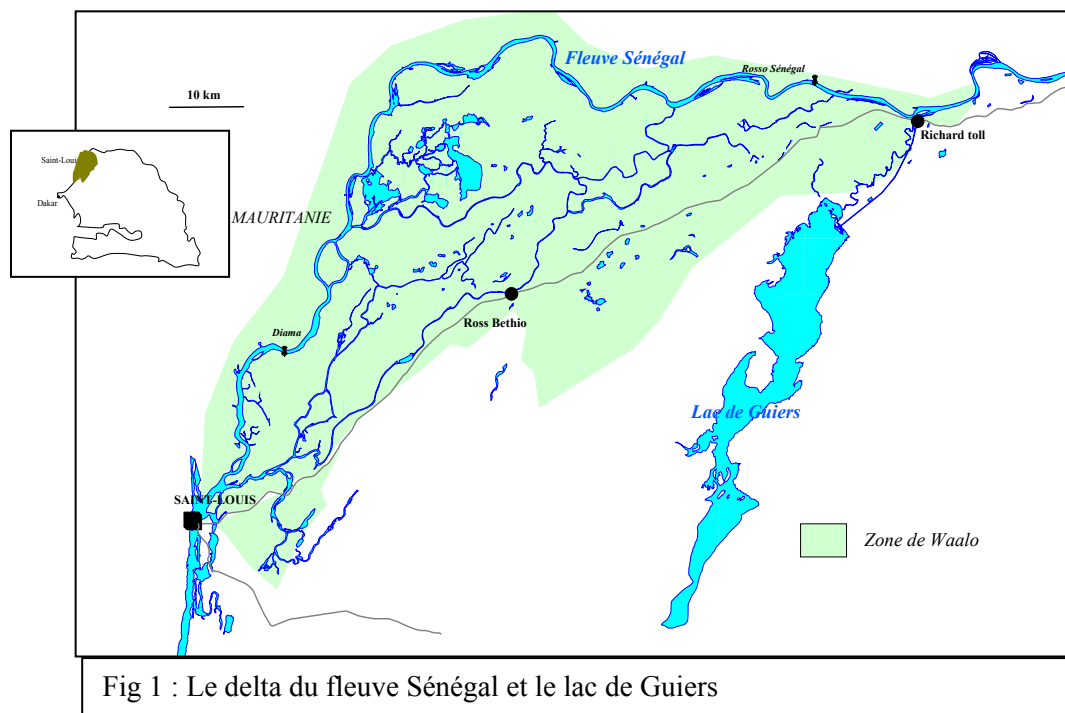 Fleuve Sénégal
Rosso Sénégal
10 km
Richard toll
Saint-Loui
Dakar
MAURITANIE
Ross Bethio
Diama
Lac de Guiers
SAINT-LOUIS
Zone de Waalo
Fig 1 : Le delta du fleuve Sénégal et le lac de Guiers